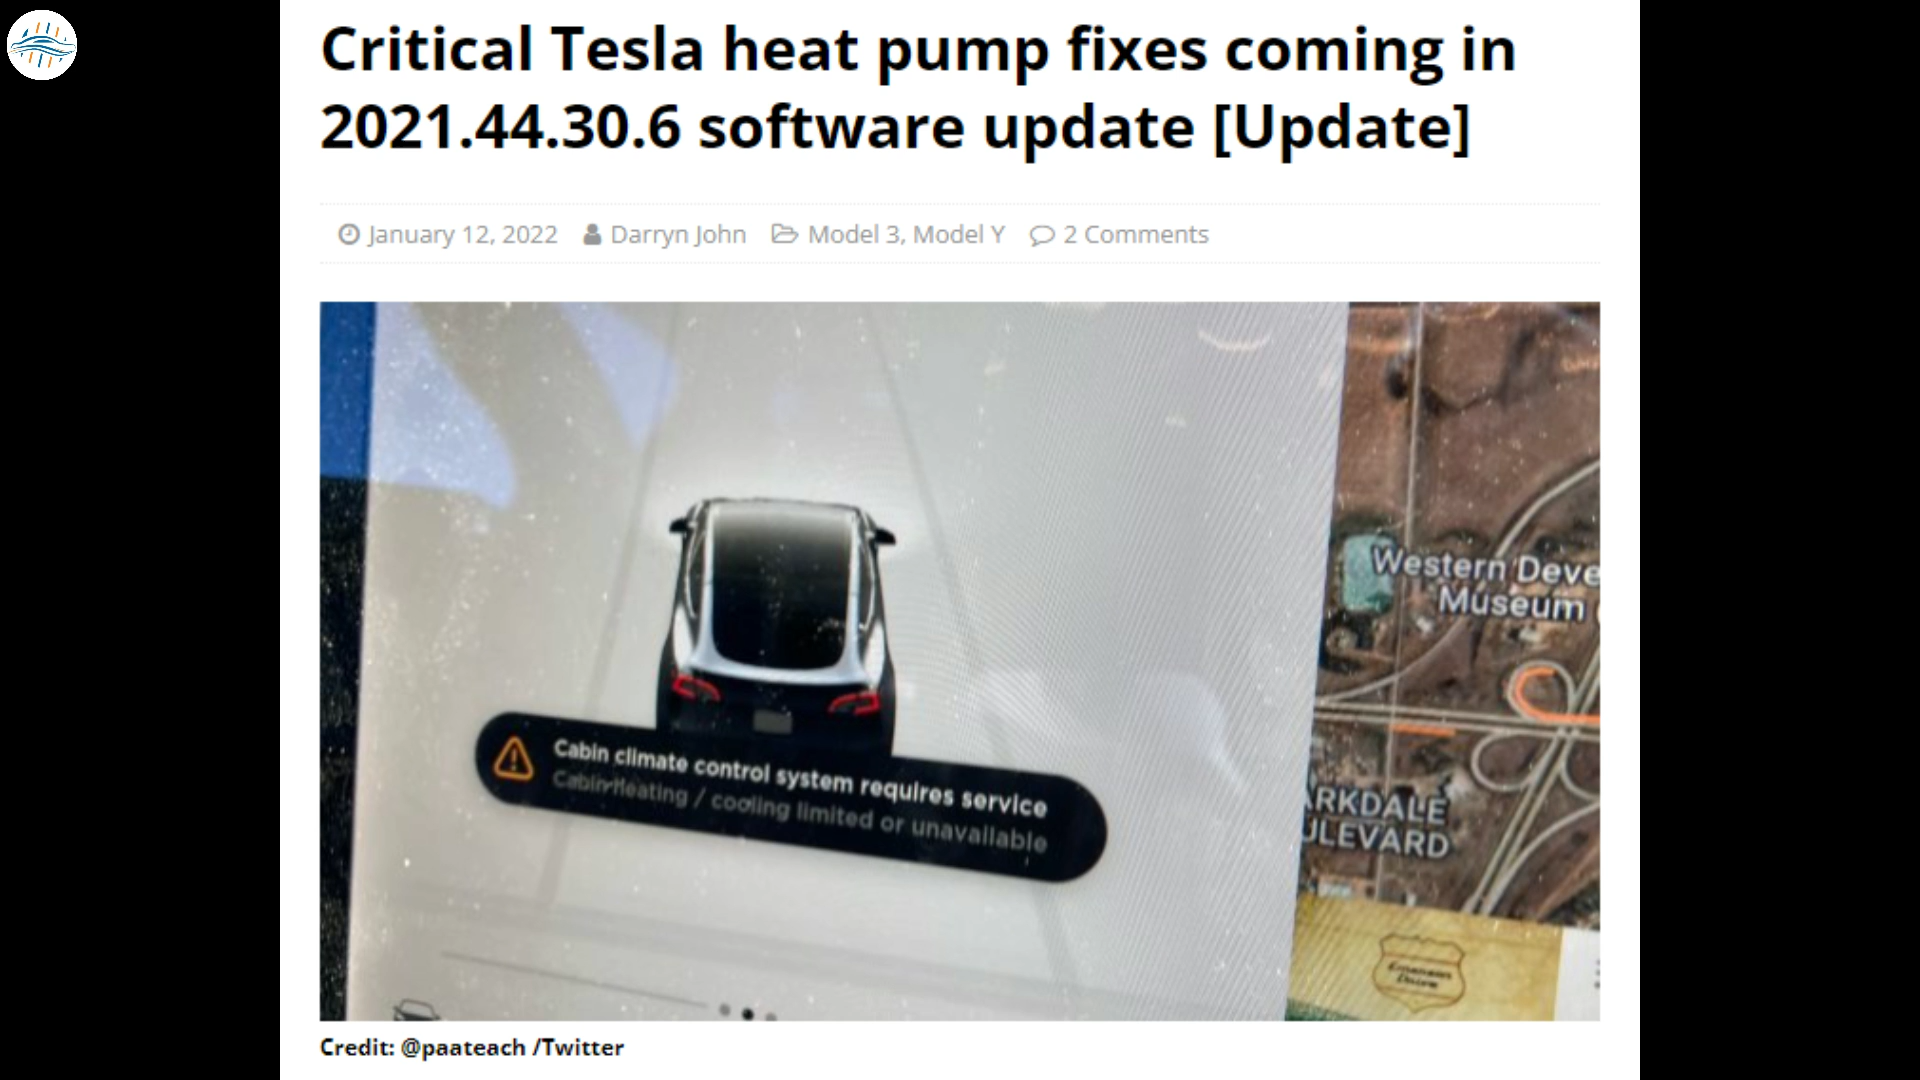 Critical Tesla heat pump fixes coming in
2021.44.30.6 software update [Update]
January 12, 2022 Darryn John Model 3, Model Y 2 Comments
Western Deve
Museum
Cabin climate control system requires service
Cabin heating / cooling limited or unavailable
ARKDALE
ULEVARD
Credit: @paateach /Twitter